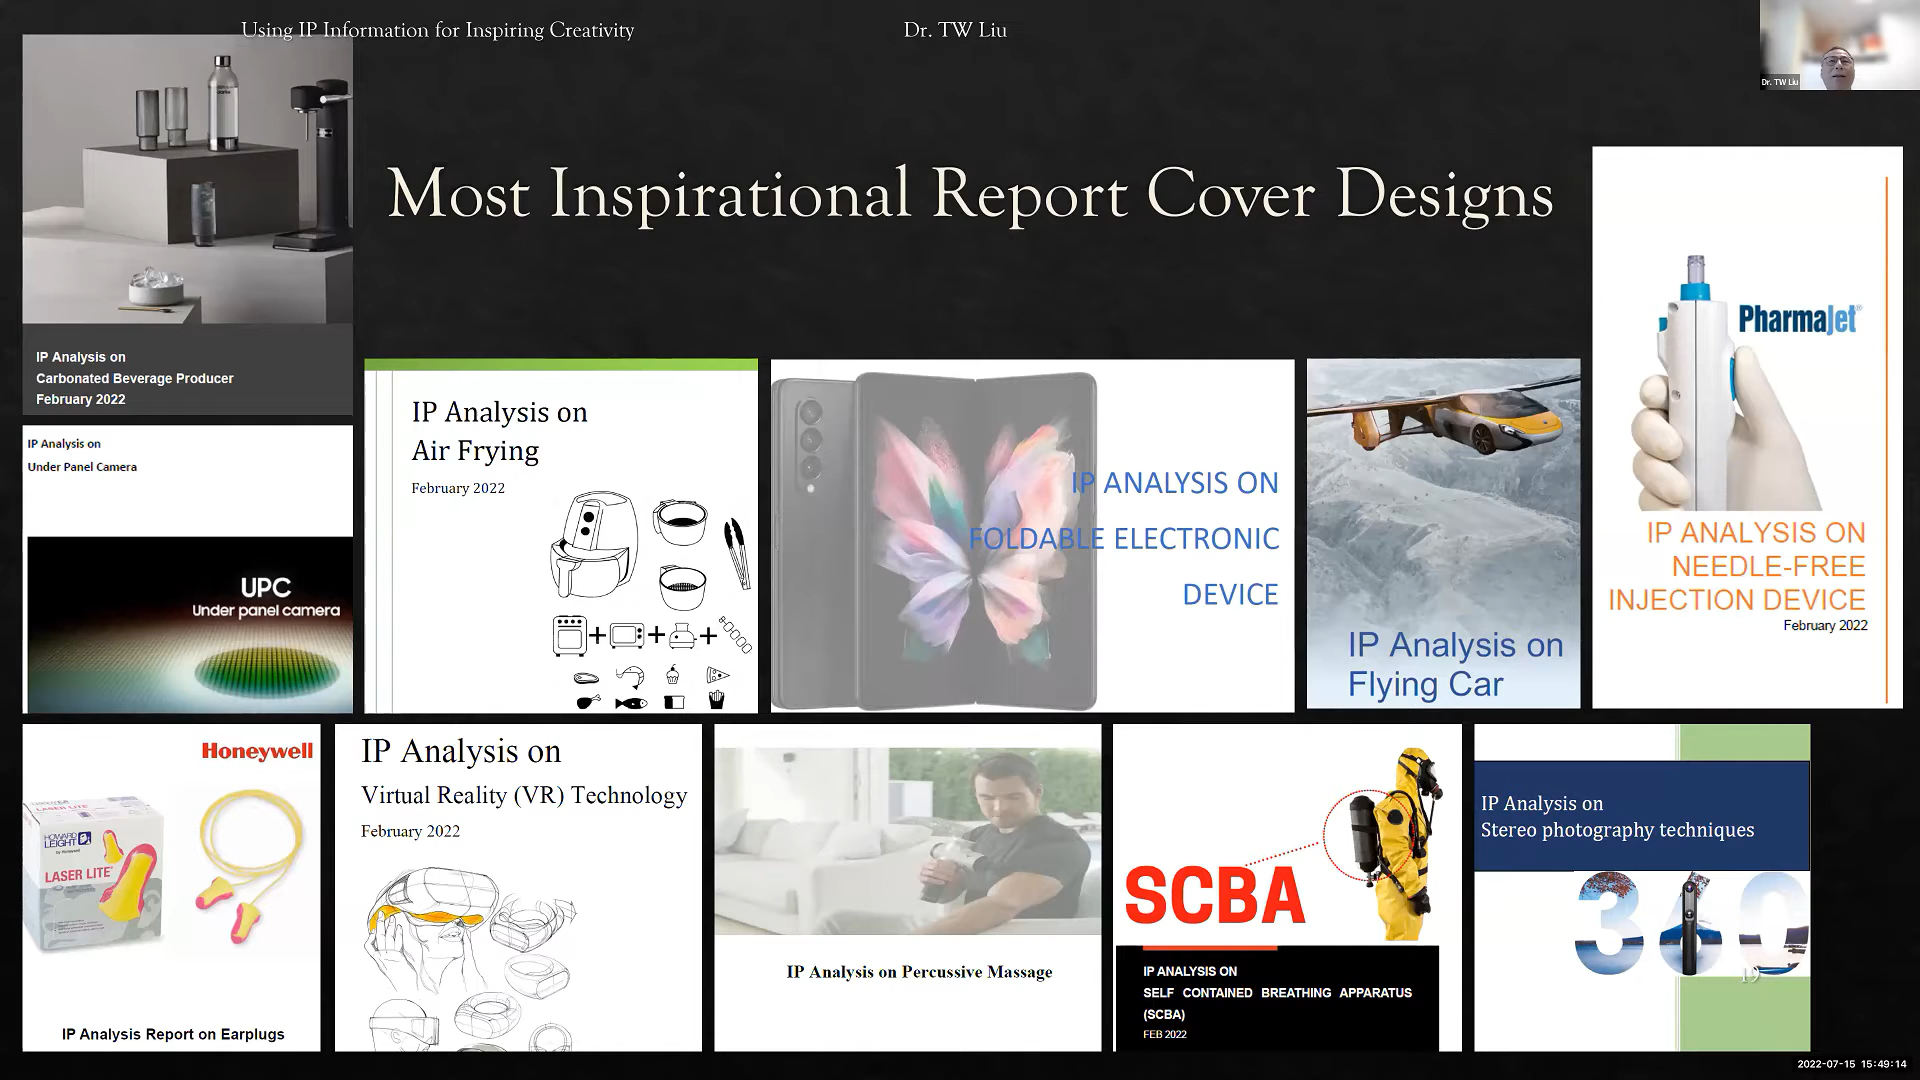 Using IP Information for Inspiring Creativity
Dr. TW Liu
Dr. TW Liu
Most Inspirational Report Cover Designs
IP Analysis on
Carbonated Beverage Producer
February 2022
IP Analysis on
Under Panel Camera
UPC
Under panel camera
IP Analysis on
Air Frying
February 2022
IP ANALYSIS ON
FOLDABLE ELECTRONIC
DEVICE
IP Analysis on
Flying Car
PharmaJet®
IP ANALYSIS ON
NEEDLE-FREE
INJECTION DEVICE
February 2022
Honeywell
LASER LITE
HOWARD
LEIGHT
by Honeywell
LASER LITE®
IP Analysis Report on Earplugs
IP Analysis on
Virtual Reality (VR) Technology
February 2022
IP Analysis on Percussive Massage
SCBA
IP ANALYSIS ON
SELF CONTAINED BREATHING APPARATUS
(SCBA)
FEB 2022
IP Analysis on
Stereo photography techniques
360
19
2022-07-15 15:49:14